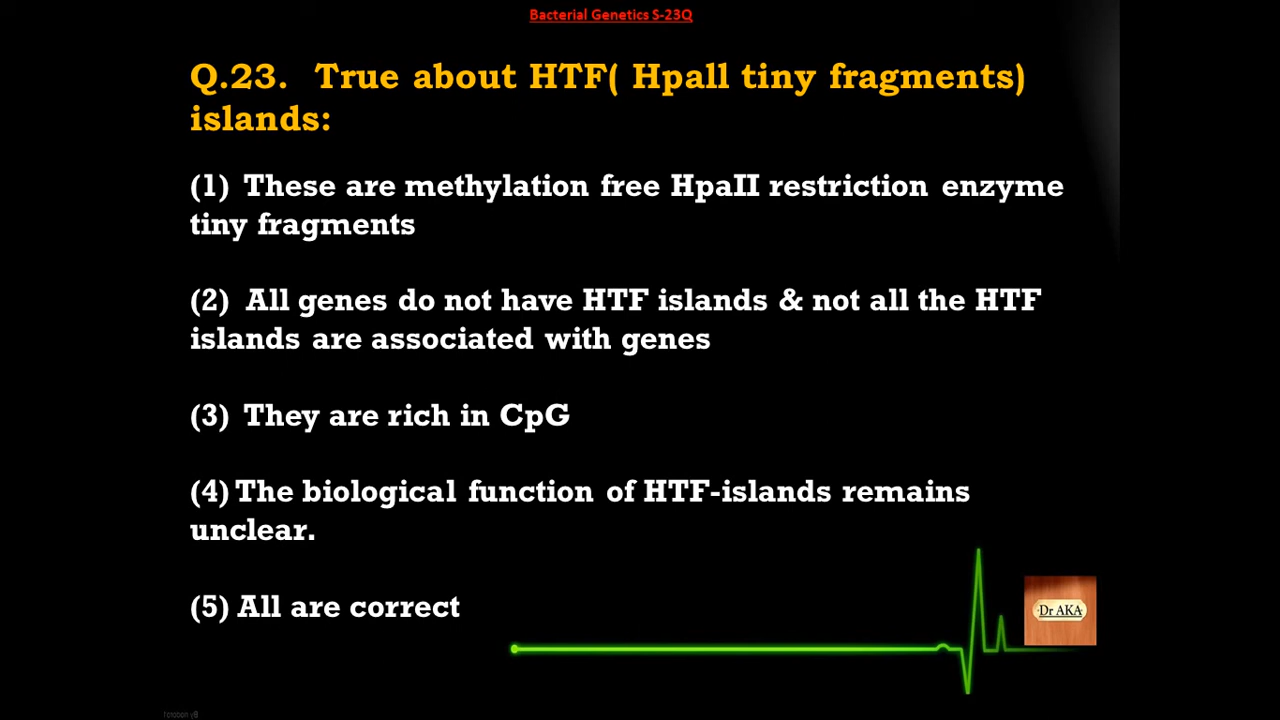 Bacterial Genetics S-23Q
Q.23. True about HTF( Hpall tiny fragments)
islands:
(1) These are methylation free HpaII restriction enzyme
tiny fragments
(2) All genes do not have HTF islands & not all the HTF
islands are associated with genes
(3) They are rich in CpG
(4) The biological function of HTF-islands remains
unclear.
(5) All are correct
Dr AKA